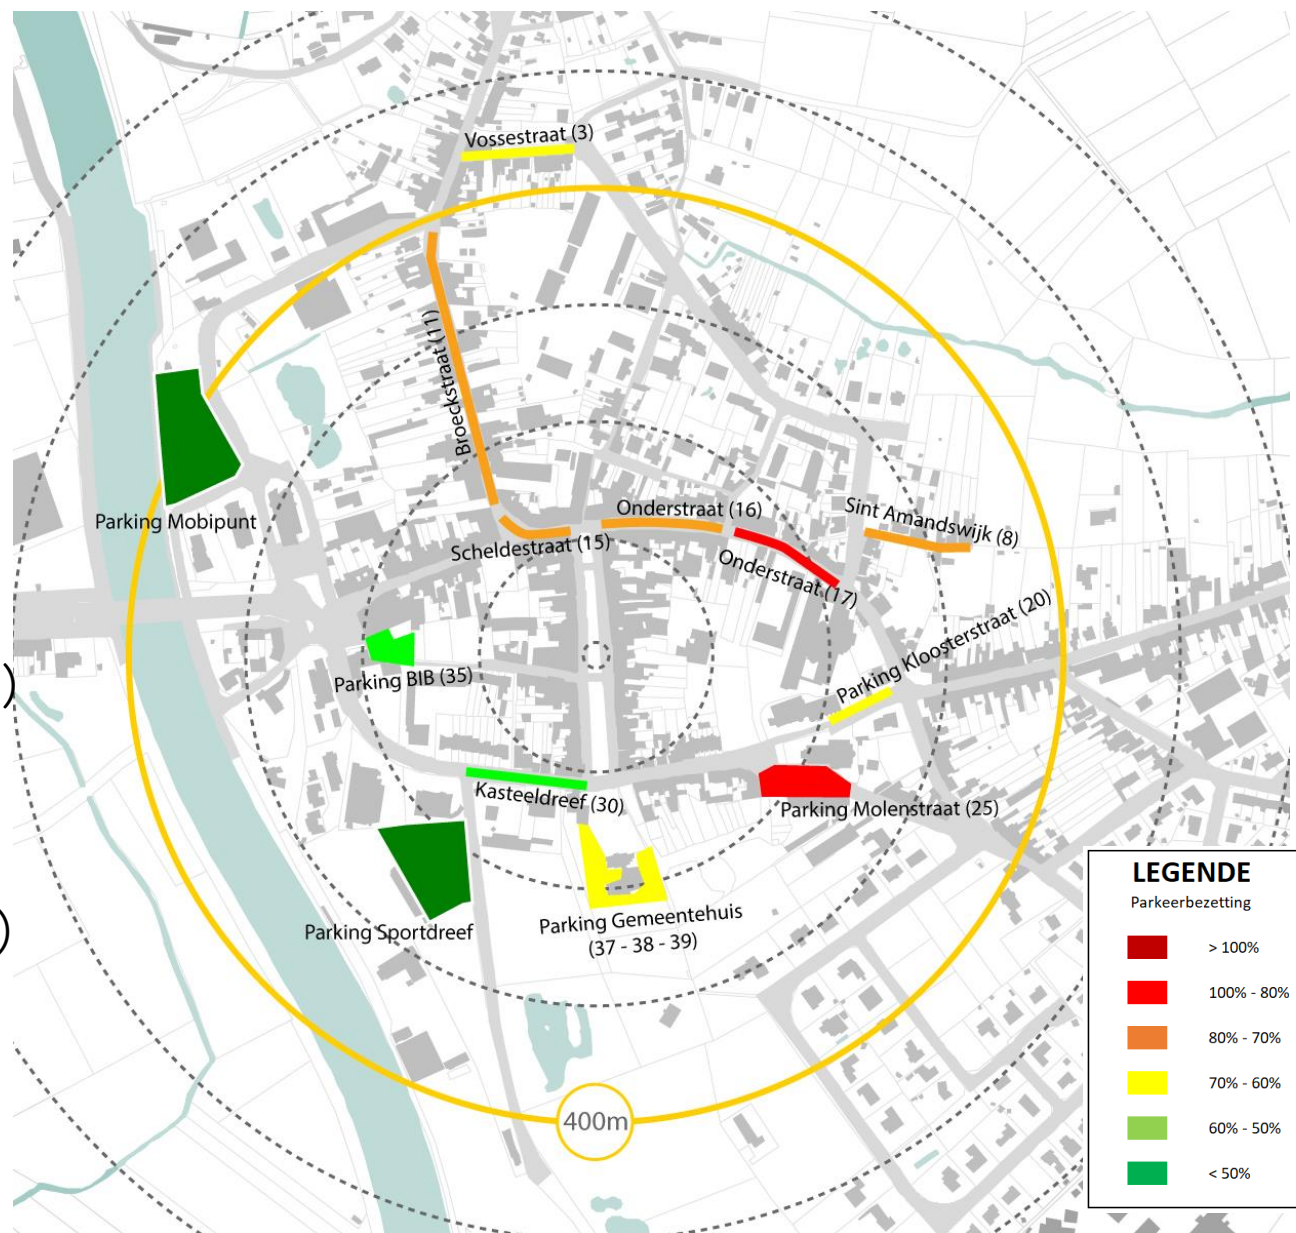 Vossestraat (3)
Broeckstraat (11)
Parking Mobipunt
Scheldestraat (15)
Onderstraat (16)
Onderstraat (17)
Sint Amandswijk (8)
Parking Kloosterstraat (20)
Parking BIB (35)
Kasteeldreef (30)
Parking Molenstraat (25)
Parking Sportdreef
Parking Gemeentehuis
(37 - 38 - 39)
400m
)
)
LEGENDE
Parkeerbezetting
> 100%
100% - 80%
80% - 70%
70% - 60%
60% - 50%
< 50%